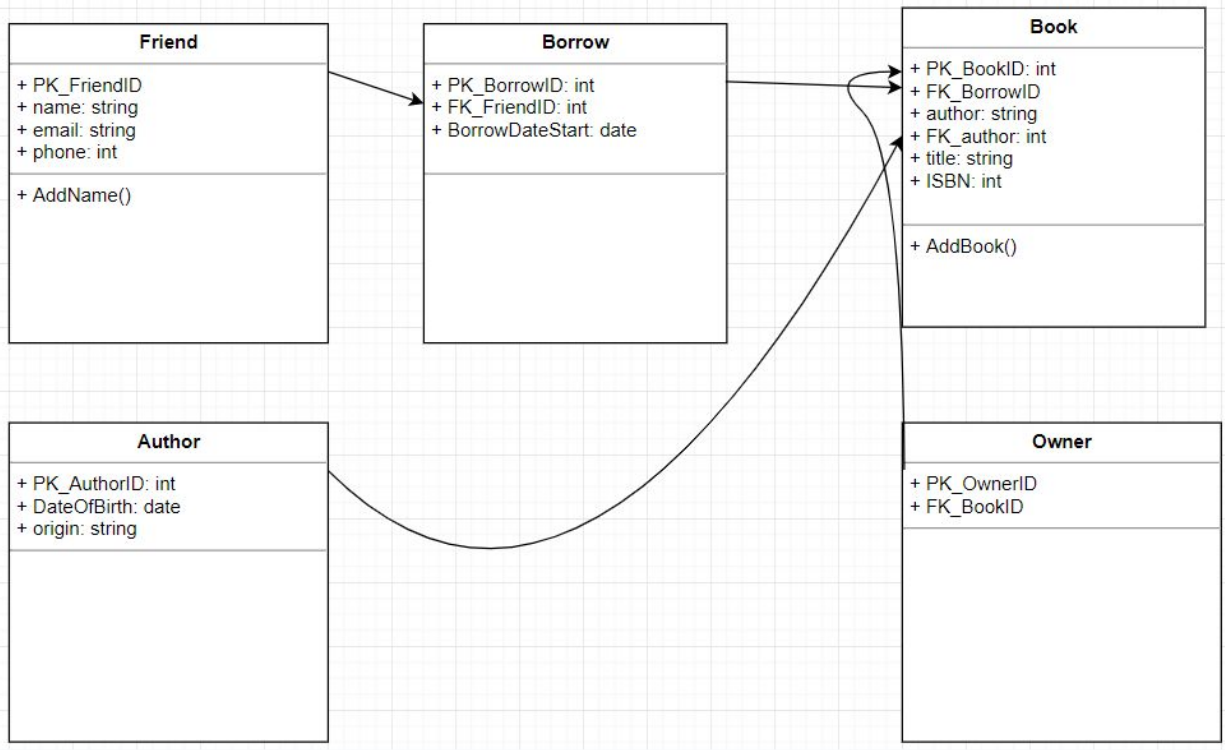 Friend
+ PK_FriendID
+ name: string
+ email: string
+ phone: int
+ AddName()
Borrow
+ PK_BorrowID: int
+ FK_FriendID: int
+ BorrowDateStart: date
Book
+ PK_BookID: int
+ FK_BorrowID
+ author: string
+ FK_author: int
+ title: string
+ ISBN: int
+ AddBook()
Author
+ PK_AuthorID: int
+ DateOfBirth: date
+ origin: string
Owner
+ PK_OwnerID
+ FK_BookID